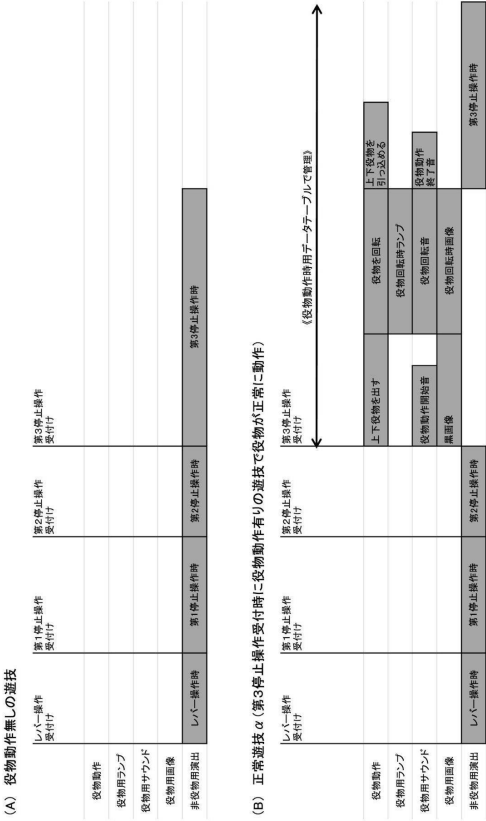 (A) 役物動作無しの遊技
レバー操作
受付け
第1停止操作
受付け
第2停止操作
受付け
第3停止操作
受付け
役物動作
役物用ランプ
役物用サウンド
役物用画像
非役物用演出
レバー操作時
第1停止操作時
第2停止操作時
第3停止操作時
(B) 正常遊技α(第3停止操作受付時に役物動作有りの遊技で役物が正常に動作)
レバー操作
受付け
第1停止操作
受付け
第2停止操作
受付け
第3停止操作
受付け
《役物動作時用データテーブルで管理》
役物動作
上下役物を出す
役物を回転
上下役物を
引っ込める
役物用ランプ
役物回転時ランプ
役物用サウンド
役物動作開始音
役物回転音
役物動作
終了音
役物用画像
黒画像
役物回転時画像
非役物用演出
レバー操作時
第1停止操作時
第2停止操作時
第3停止操作時